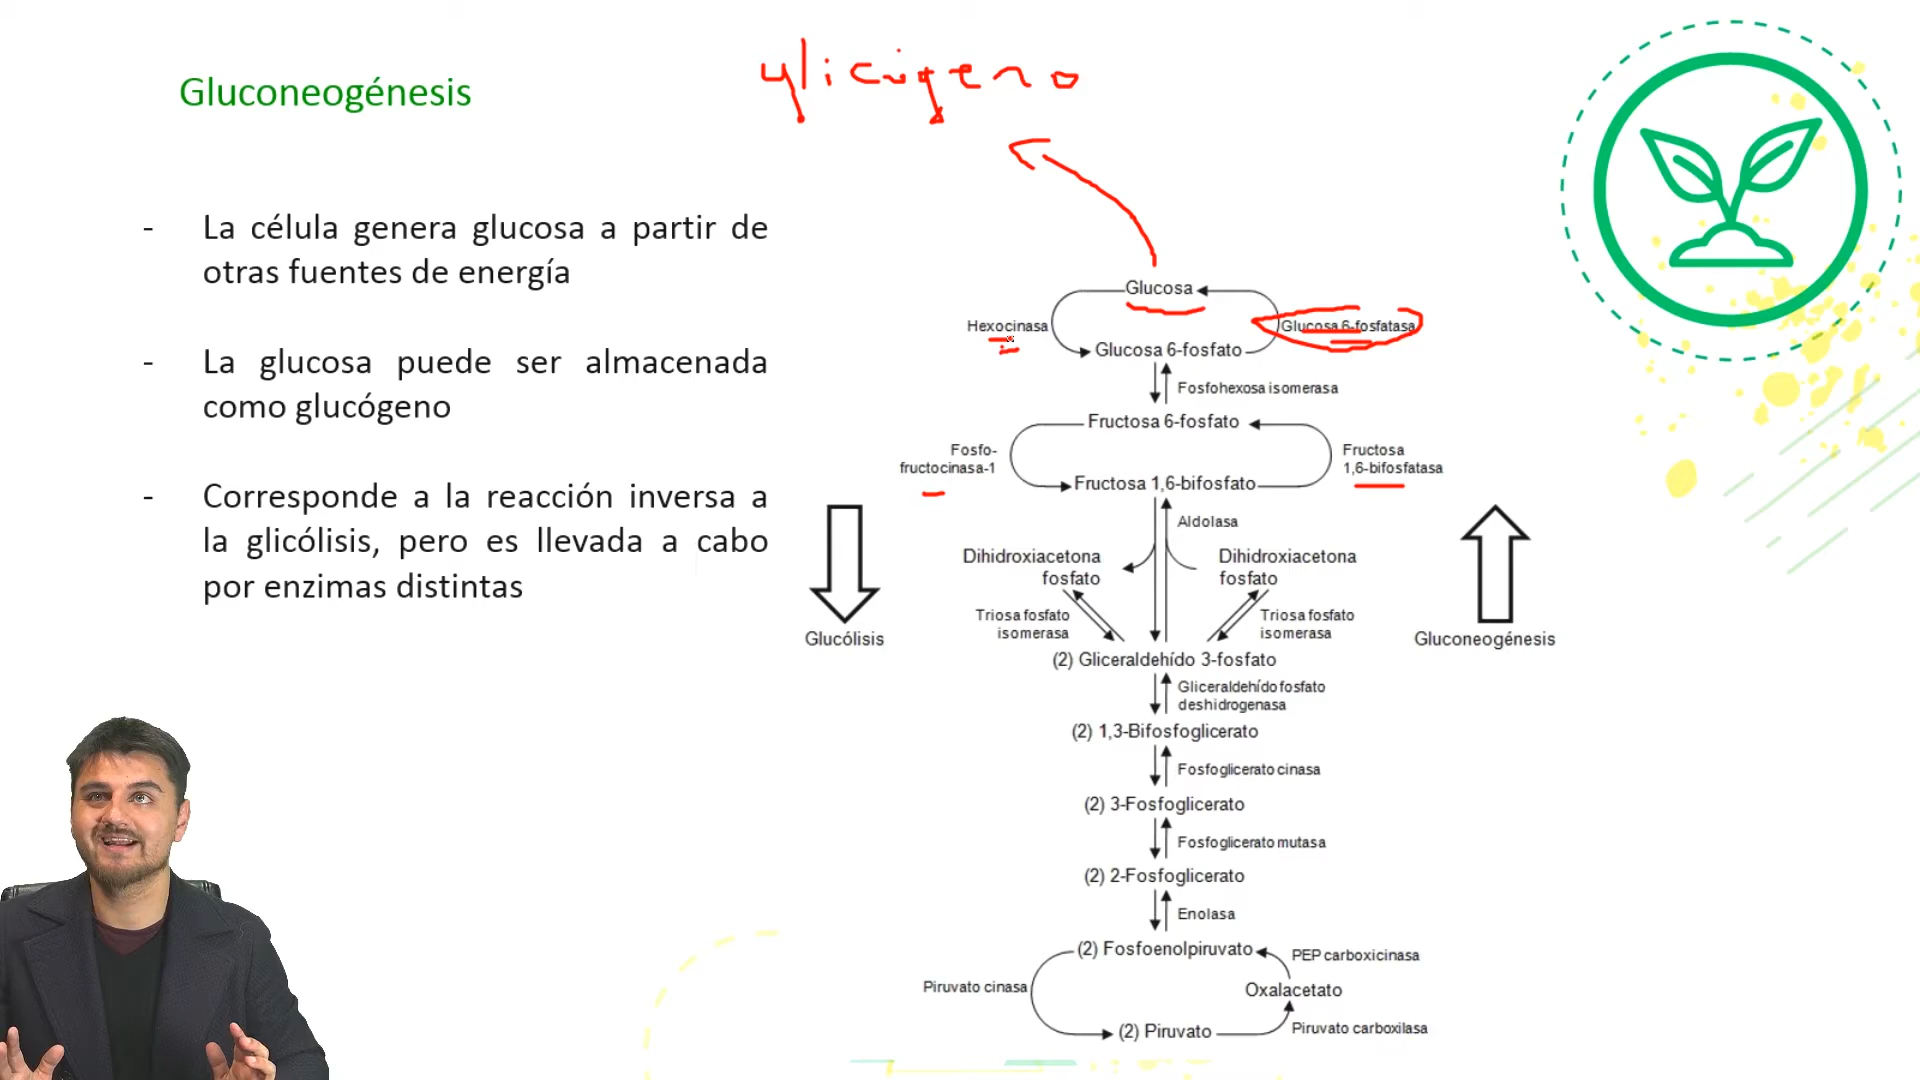 Gluconeogénesis
glicógeno
- La célula genera glucosa a partir de
otras fuentes de energía
- La glucosa puede ser almacenada
como glucógeno
- Corresponde a la reacción inversa a
la glicólisis, pero es llevada a cabo
por enzimas distintas
Glucosa
Hexocinasa
Glucosa 6-fosfatasa
Glucosa 6-fosfato
Fosfohexosa isomerasa
Fructosa 6-fosfato
Fosfo-
fructocinasa-1
Fructosa
1,6-bifosfatasa
Fructosa 1,6-bifosfato
Aldolasa
Dihidroxiacetona
fosfato
Dihidroxiacetona
fosfato
Triosa fosfato
isomerasa
Triosa fosfato
isomerasa
Glucólisis
Gluconeogénesis
(2) Gliceraldehído 3-fosfato
Gliceraldehído fosfato
deshidrogenasa
(2) 1,3-Bifosfoglicerato
Fosfoglicerato cinasa
(2) 3-Fosfoglicerato
Fosfoglicerato mutasa
(2) 2-Fosfoglicerato
Enolasa
(2) Fosfoenolpiruvato
PEP carboxicinasa
Piruvato cinasa
Oxalacetato
(2) Piruvato
Piruvato carboxilasa